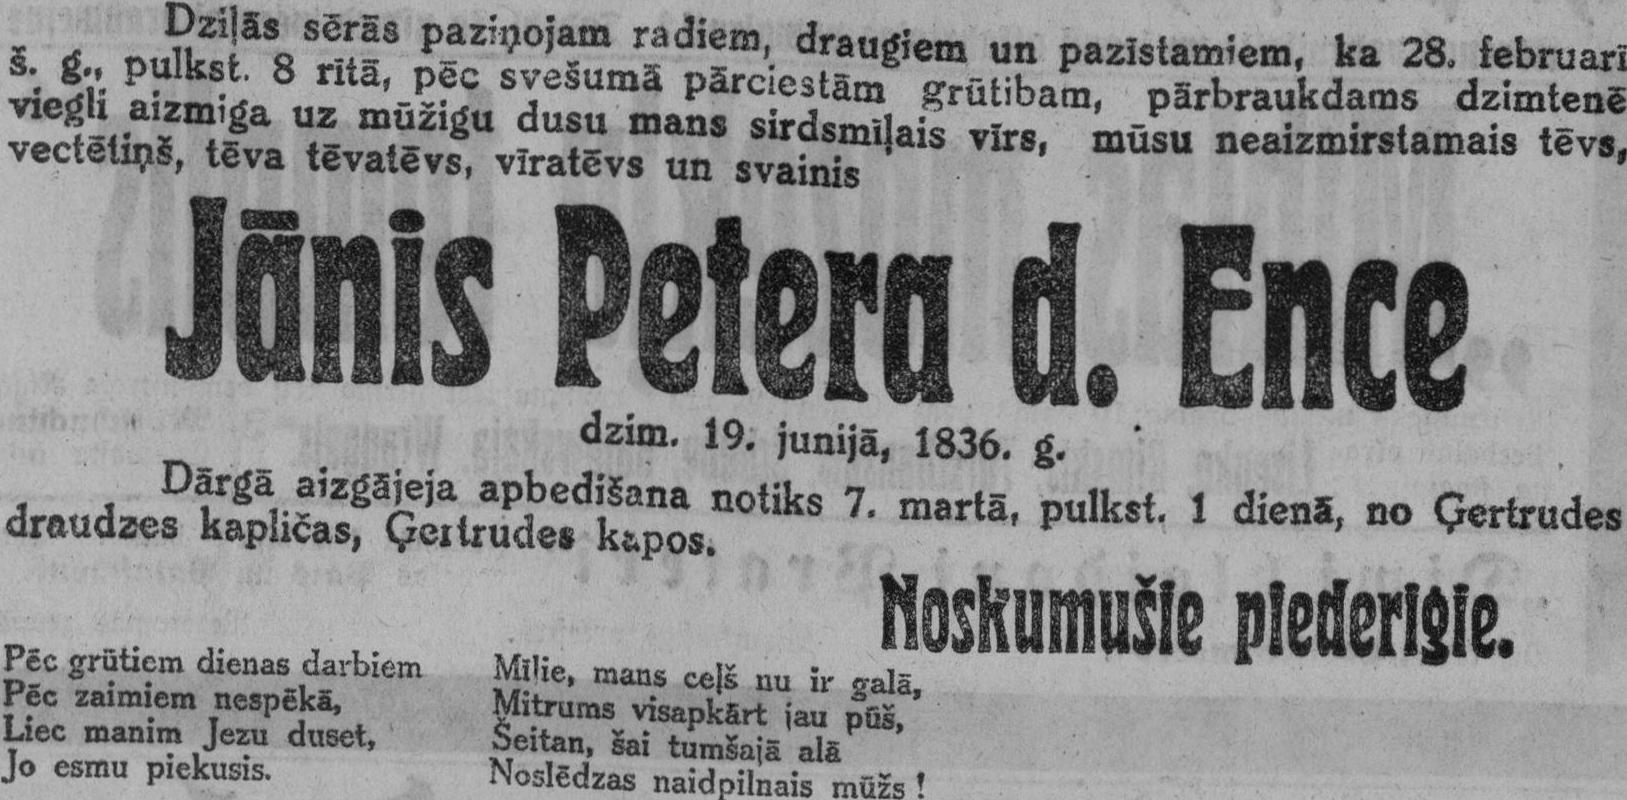 Dziļās sērās paziņojam radiem, draugiem un pazīstamiem, ka 28. februarī
š. g., pulkst. 8 rītā, pēc svešumā pārciestām grūtibam, pārbraukdams dzimtenē
viegli aizmiga uz mūžigu dusu mans sirdsmīļais vīrs, mūsu neaizmirstamais tēvs,
vectētiņš, tēva tēvatēvs, vīratēvs un svainis
Jānis Petera d. Ence
dzim. 19. junijā, 1836. g.
Dārgā aizgājeja apbedišana notiks 7. martā, pulkst. 1 dienā, no Ģertrudes
draudzes kapličas, Ģertrudes kapos.
Noskumušie piederiģie.
Pēc grūtiem dienas darbiem
Pēc zaimiem nespēkā,
Liec manim Jezu duset,
Jo esmu piekusis.
Mīlie, mans ceļš nu ir galā,
Mitrums visapkārt jau pūš,
Šeitan, šai tumšajā alā
Noslēdzas naidpilnais mūžs !